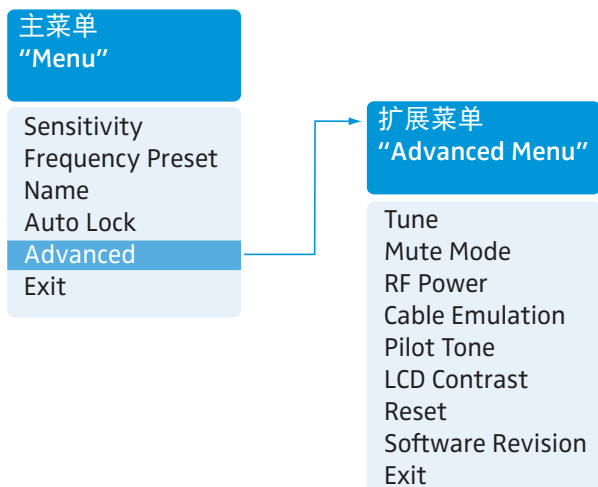 主菜单
“Menu”
Sensitivity
Frequency Preset
Name
Auto Lock
Advanced
Exit
扩展菜单
“Advanced Menu”
Tune
Mute Mode
RF Power
Cable Emulation
Pilot Tone
LCD Contrast
Reset
Software Revision
Exit